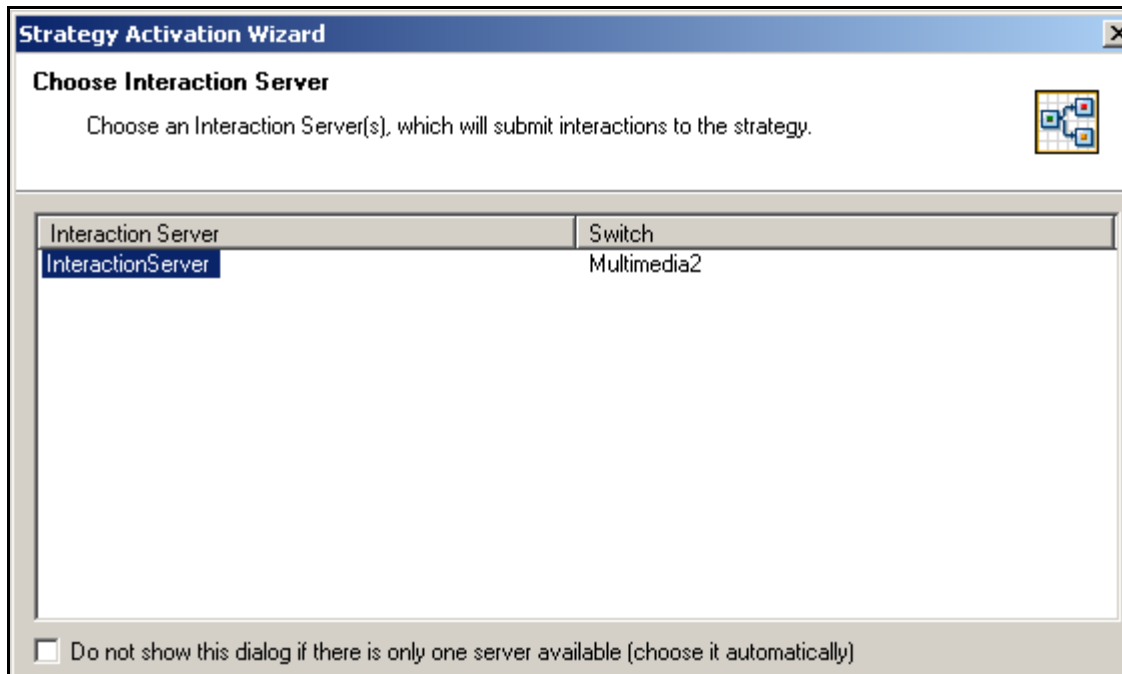 Strategy Activation Wizard
Choose Interaction Server
Choose an Interaction Server(s), which will submit interactions to the strategy.
Interaction Server Switch
InteractionServer Multimedia2
Do not show this dialog if there is only one server available (choose it automatically)